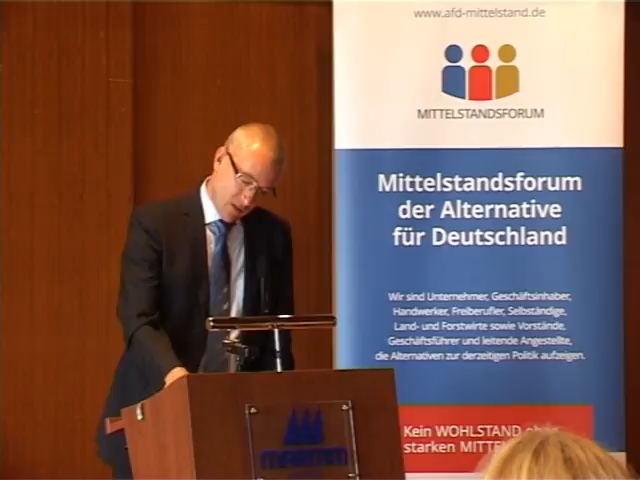 www.afd-mittelstand.de
MITTELSTANDSFORUM
Mittelstandsforum
der Alternative
für Deutschland
Wir sind Unternehmer, Geschäftsinhaber,
Handwerker, Freiberufler, Selbständige,
Land- und Forstwirte sowie Vorstände,
Geschäftsführer und leitende Angestellte,
die Alternativen zur derzeitigen Politik aufzeigen.
Kein WOHLSTAND
starken
MARITIM